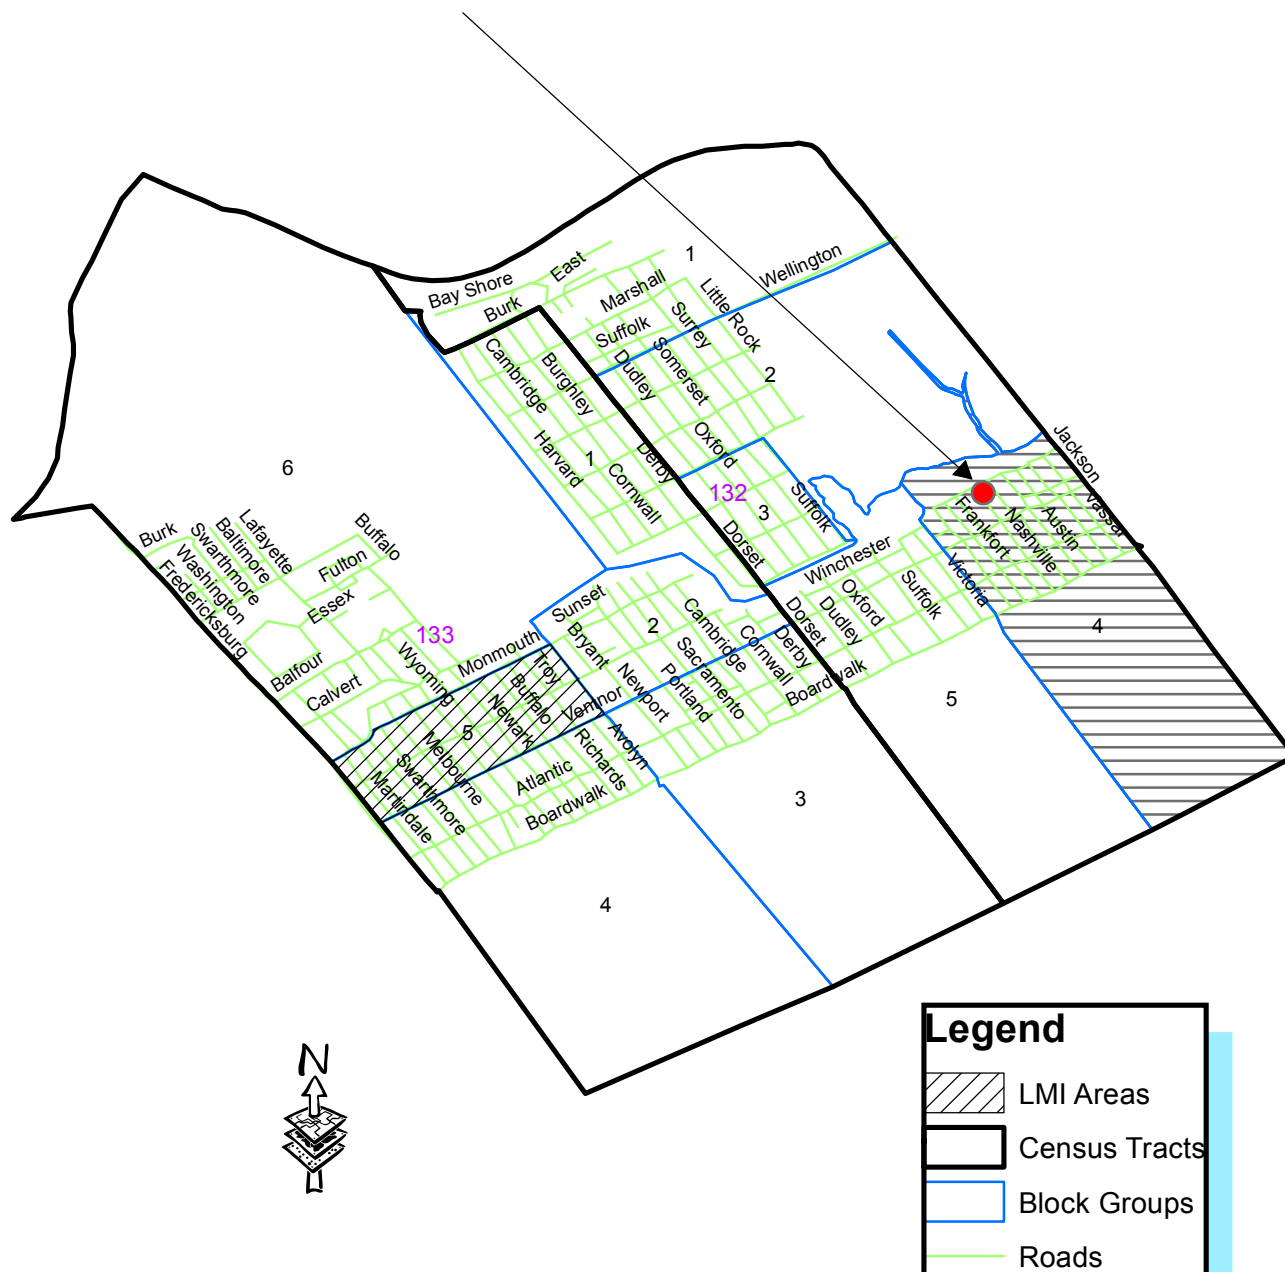 1
East
Bay Shore
Wellington
Marshall
Burk
Little Rock
Surrey
Suffolk
Somerset
Dudley
2
Cambridge
Burghley
Oxford
Harvard
1
Derby
Cornwall
132
3
Suffolk
Dorset
Jackson
Vassar
Austin
Nashville
Frankfort
Winchester
Victoria
6
Burk
Lafayette
Baltimore
Swarthmore
Washington
Fredericksburg
Buffalo
Fulton
Essex
133
Balfour
Calvert
Wyoming
Monmouth
Sunset
Bryant
2
Cambridge
Cornwall
Derby
Dorset
Dudley
Oxford
Suffolk
4
Troy
Buffalo
Newark
Ventnor
Newport
Portland
Sacramento
Boardwalk
5
5
Melbourne
Swarthmore
Martindale
Avolyn
Richards
Atlantic
Boardwalk
3
4
N
Legend
LMI Areas
Census Tracts
Block Groups
Roads